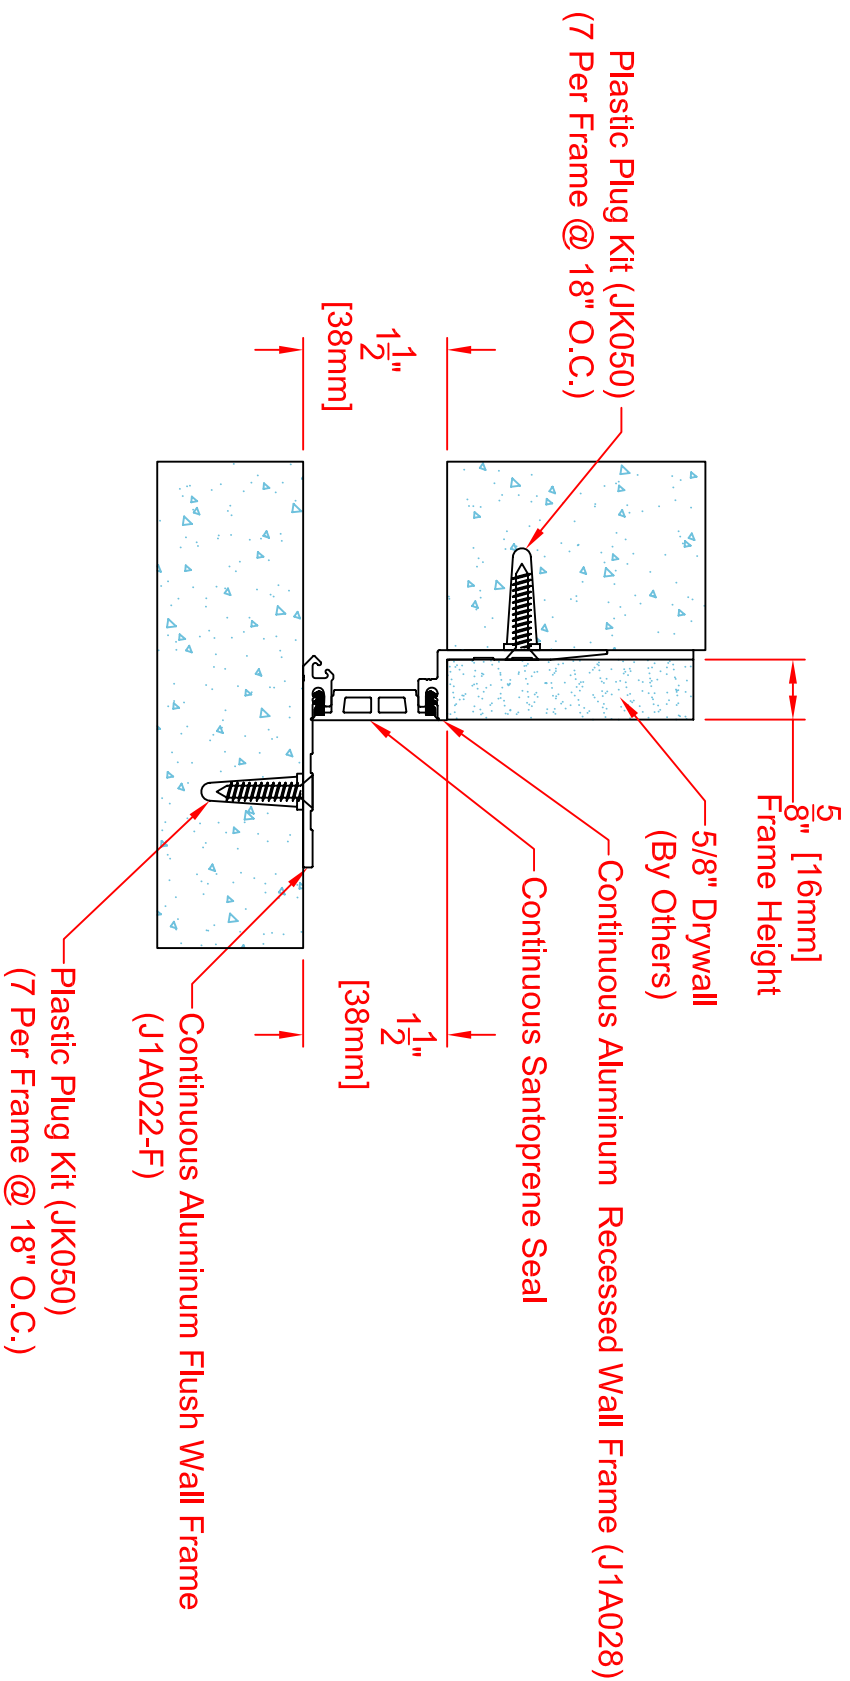 Plastic Plug Kit (JK050)
(7 Per Frame @ 18" O.C.)
1 1/2"
[38mm]
5/8" [16mm]
Frame Height
5/8" Drywall
(By Others)
Continuous Aluminum Recessed Wall Frame (J1A028)
Continuous Santoprene Seal
1 1/2"
[38mm]
Continuous Aluminum Flush Wall Frame
(J1A022-F)
Plastic Plug Kit (JK050)
(7 Per Frame @ 18" O.C.)